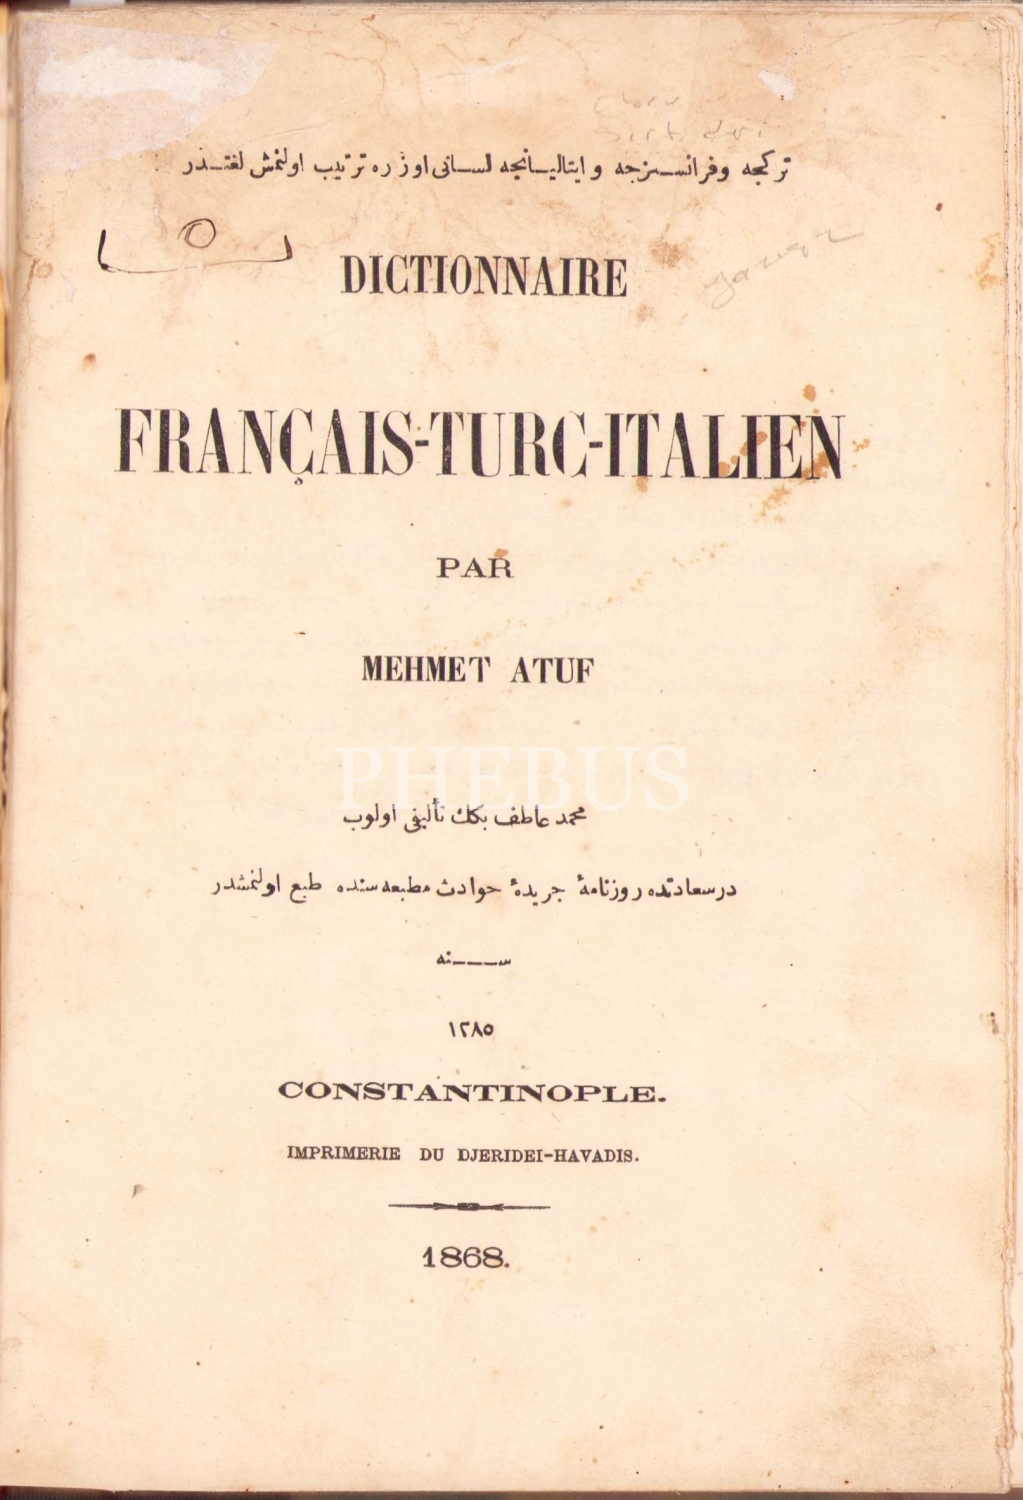 تركجه وفرانسزجه وايتاليانجه لسانى اوزره ترتيب اولنمش لغتدر
DICTIONNAIRE
FRANÇAIS-TURC-ITALIEN
PAR
MEHMET ATUF
PHEBUS
محمد عاطف بكك تأليفى اولوب
درسعادتده روزنامهٔ جريدهٔ حوادث مطبعه سنده طبع اولنمشدر
سنه
١٢٨٥
CONSTANTINOPLE.
IMPRIMERIE DU DJERIDEI-HAVADIS.
1868.